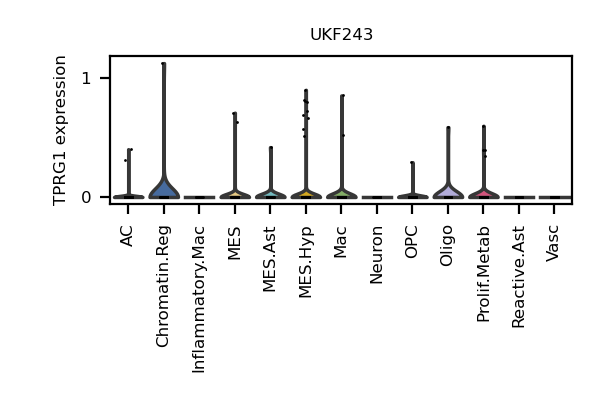 UKF243
TPRG1 expression
1
0
AC
Chromatin.Reg
Inflammatory.Mac
MES
MES.Ast
MES.Hyp
Mac
Neuron
OPC
Oligo
Prolif.Metab
Reactive.Ast
Vasc